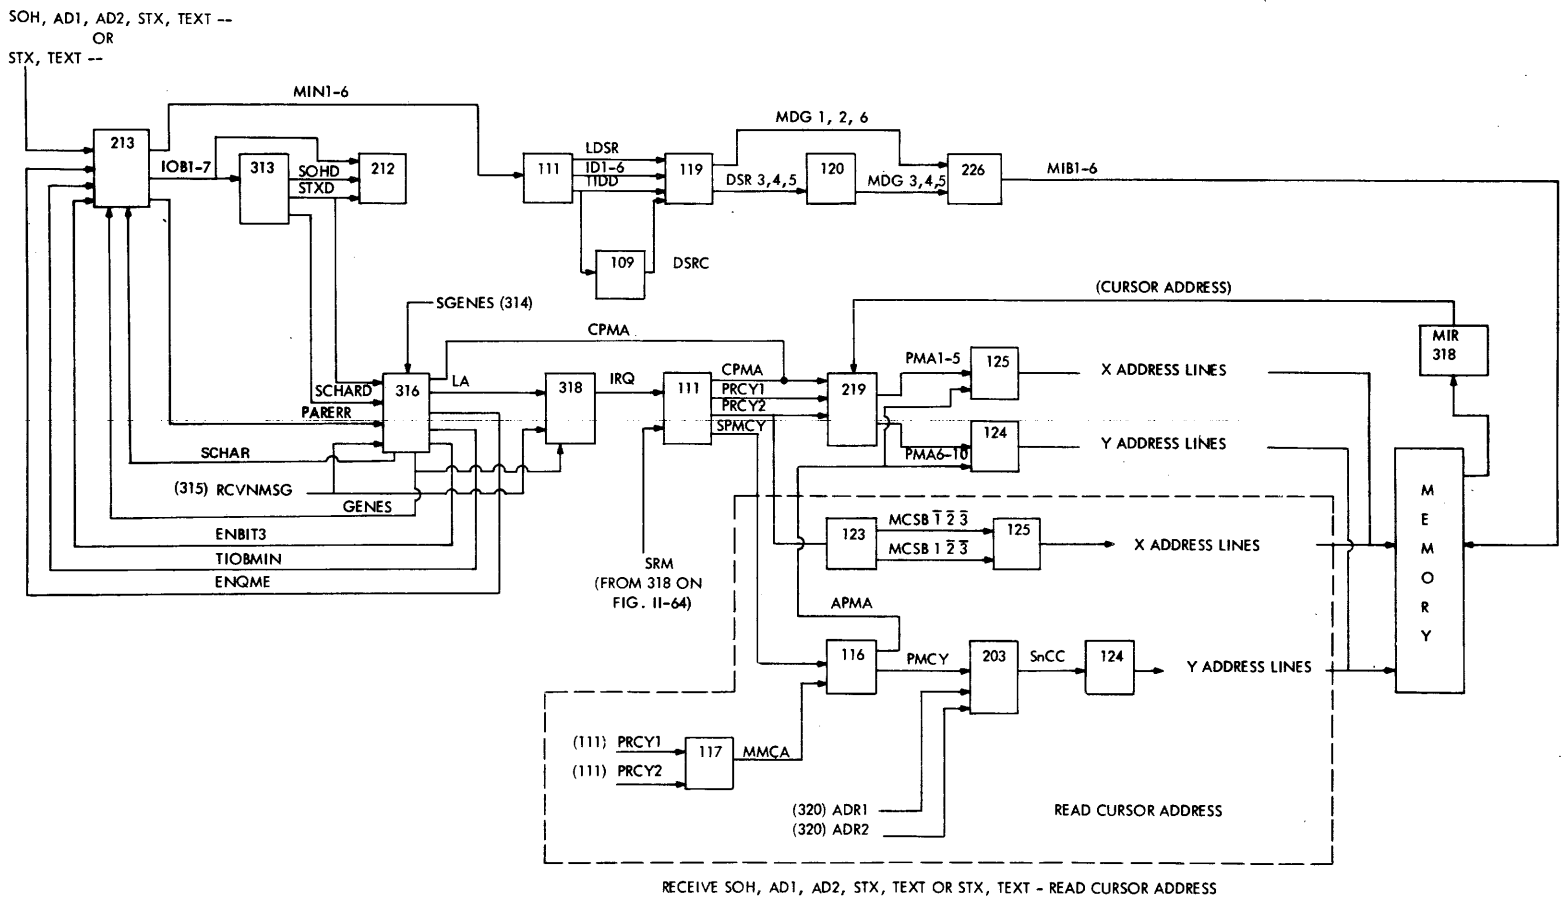 SOH, AD1, AD2, STX, TEXT --
OR
STX, TEXT --
MIN1-6
213
IOB1-7
313
SOHD
STXD
212
111
LDSR
ID1-6
TIDD
119
MDG 1, 2, 6
DSR 3,4,5
120
MDG 3,4,5
226
MIB1-6
109
DSRC
SGENES (314)
(CURSOR ADDRESS)
MIR
318
CPMA
SCHARD
316
LA
318
IRQ
111
CPMA
PRCY1
PRCY2
SPMCY
219
PMA1-5
125
X ADDRESS LINES
PARERR
PMA6-10
124
Y ADDRESS LINES
SCHAR
(315) RCVNMSG
GENES
ENBIT3
TIOBMIN
ENQME
SRM
(FROM 318 ON
FIG. II-64)
123
MCSB 1̅ 2̅ 3̅
MCSB 1 2̅ 3̅
125
X ADDRESS LINES
MEMORY
APMA
116
PMCY
203
SnCC
124
Y ADDRESS LINES
(111) PRCY1
(111) PRCY2
117
MMCA
(320) ADR1
(320) ADR2
READ CURSOR ADDRESS
RECEIVE SOH, AD1, AD2, STX, TEXT OR STX, TEXT - READ CURSOR ADDRESS